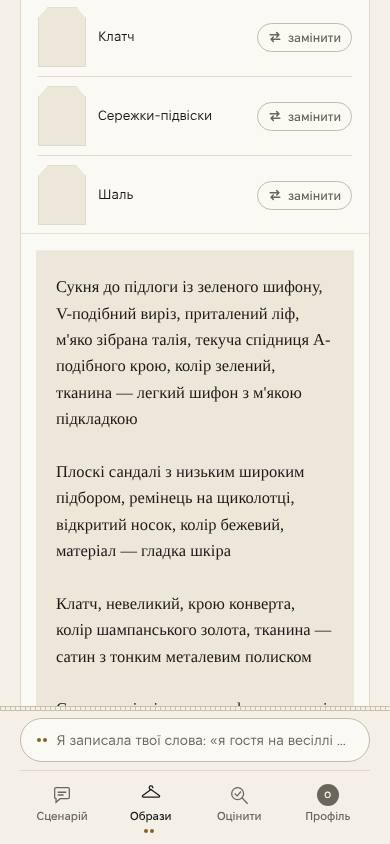 Клатч
замінити
Сережки-підвіски
замінити
Шаль
замінити
Сукня до підлоги із зеленого шифону,
V-подібний виріз, приталений ліф,
м'яко зібрана талія, текуча спідниця А-
подібного крою, колір зелений,
тканина — легкий шифон з м'якою
підкладкою
Плоскі сандалі з низьким широким
підбором, ремінець на щиколотці,
відкритий носок, колір бежевий,
матеріал — гладка шкіра
Клатч, невеликий, крою конверта,
колір шампанського золота, тканина —
сатин з тонким металевим полиском
Я записала твої слова: «я гостя на весіллі ...
Сценарій
Образи
Оцінити
О
Профіль